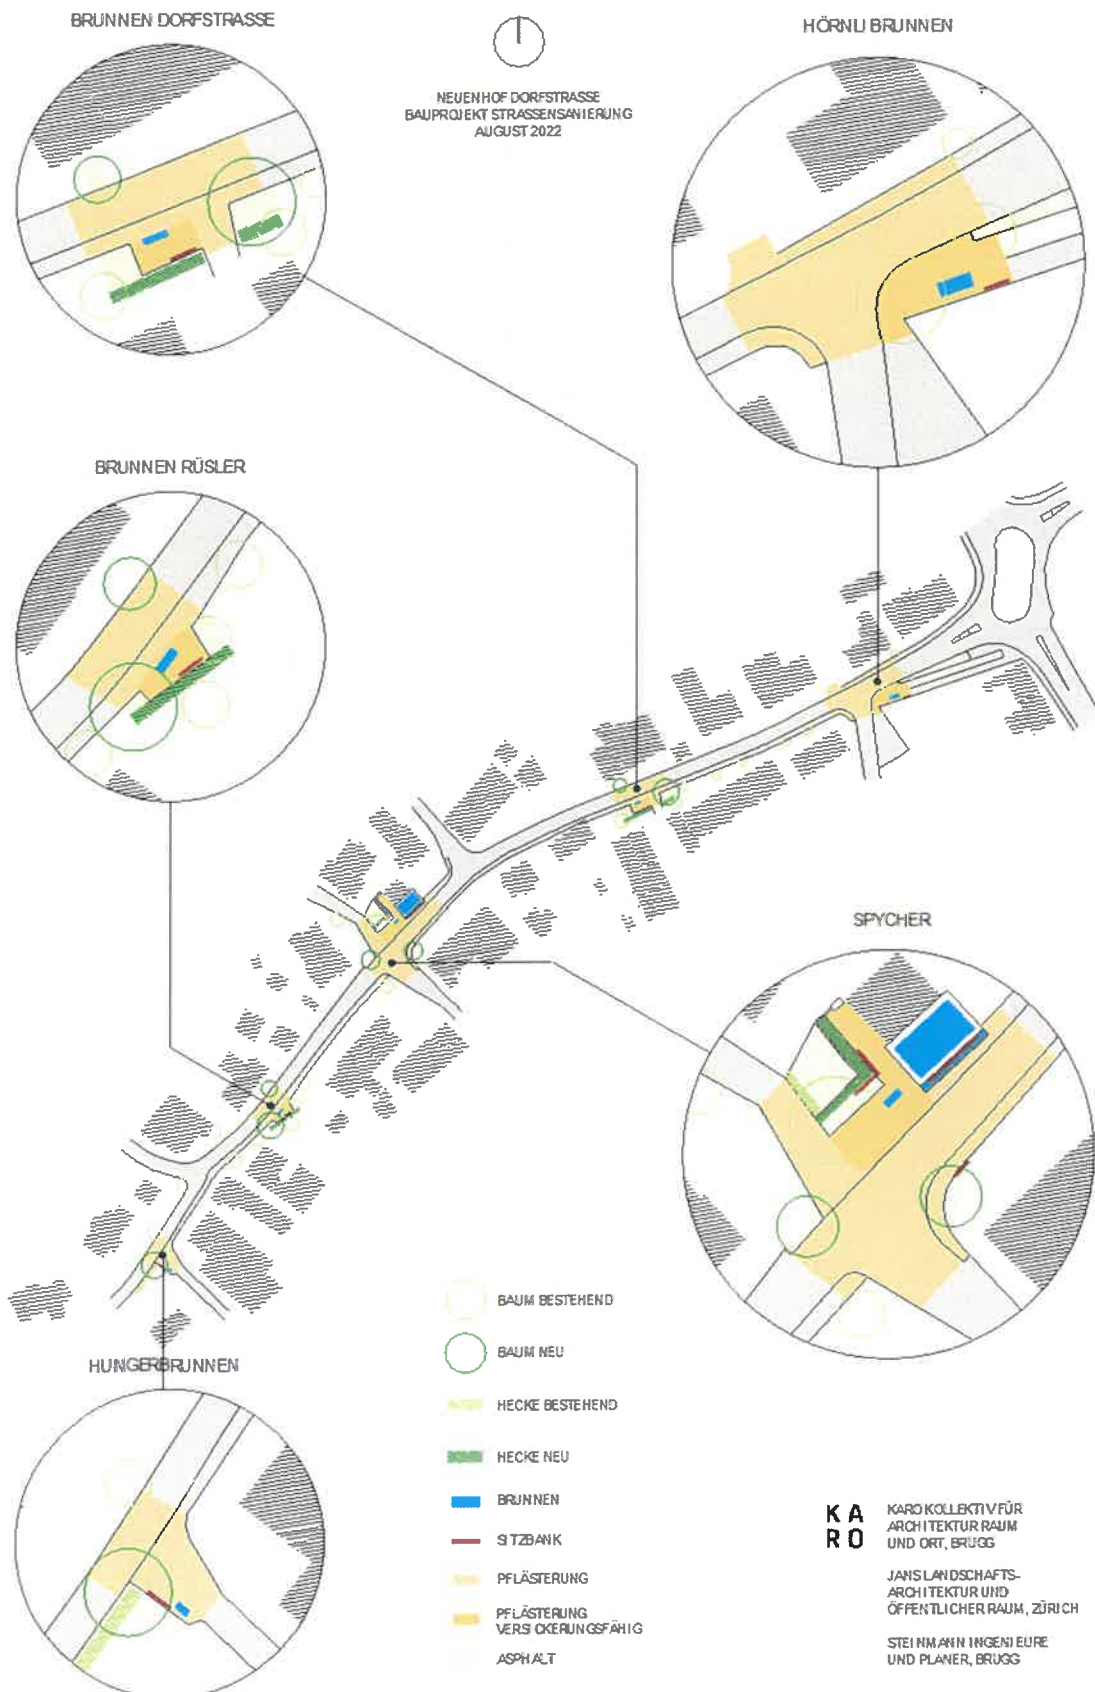 BRUNNEN DORFSTRASSE
HÖRNLI BRUNNEN
NEUENHOF DORFSTRASSE
BAUPROJEKT STRASSENSANIERUNG
AUGUST 2022
BRUNNEN RÜSLER
SPYCHER
HUNGERBRUNNEN
BAUM BESTEHEND
BAUM NEU
HECKE BESTEHEND
HECKE NEU
BRUNNEN
SITZBANK
PFLÄSTERUNG
PFLÄSTERUNG
VERSICKERUNGSFÄHIG
ASPHALT
KA
RO
KARO KOLLEKTIV FÜR
ARCHITEKTUR RAUM
UND ORT, BRUGG
JANS LANDSCHAFTS-
ARCHITEKTUR UND
ÖFFENTLICHER RAUM, ZÜRICH
STEINMANN INGENIEURE
UND PLANER, BRUGG